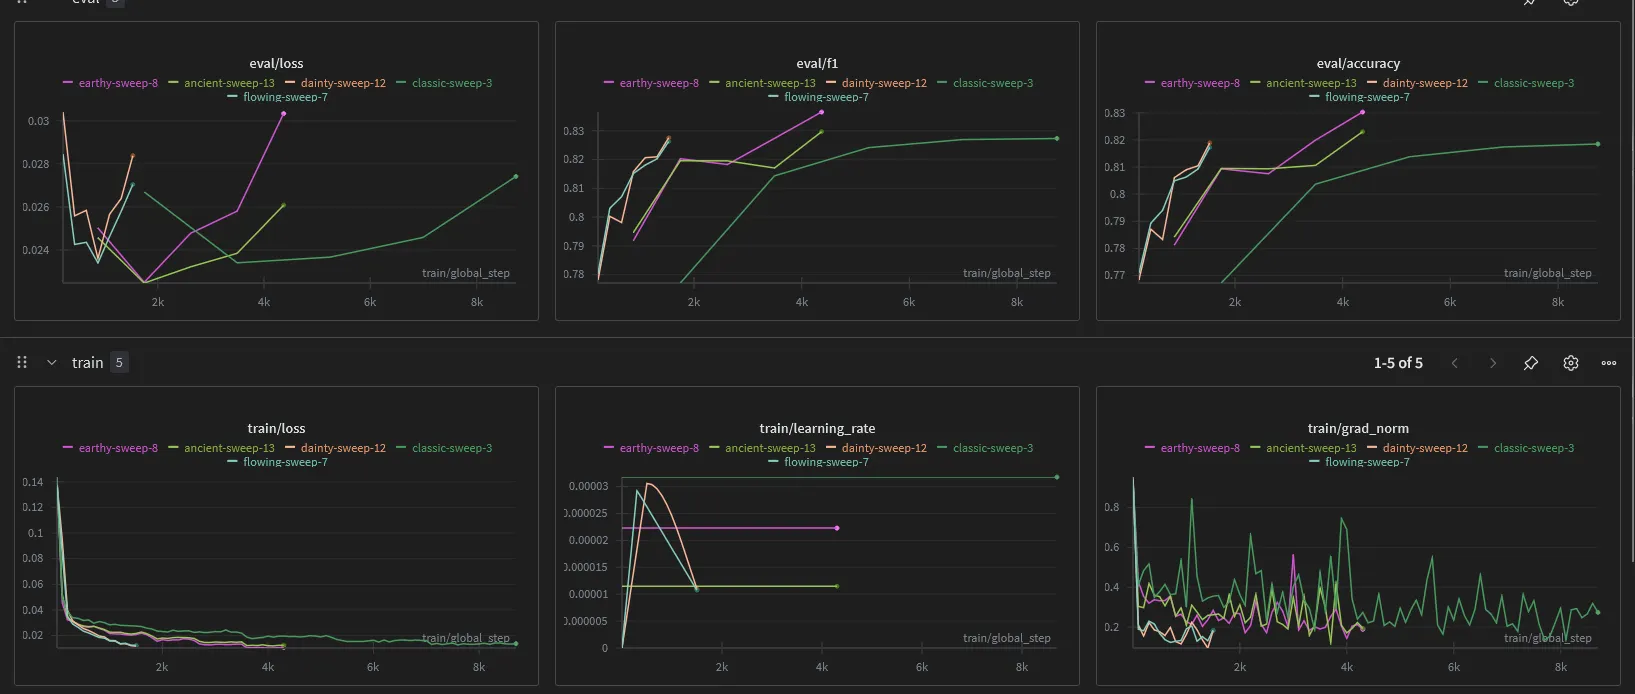 eval 3
eval/loss
earthy-sweep-8 ancient-sweep-13 dainty-sweep-12 classic-sweep-3
flowing-sweep-7
0.03
0.028
0.026
0.024
train/global_step
2k 4k 6k 8k
eval/f1
earthy-sweep-8 ancient-sweep-13 dainty-sweep-12 classic-sweep-3
flowing-sweep-7
0.83
0.82
0.81
0.8
0.79
0.78
train/global_step
2k 4k 6k 8k
eval/accuracy
earthy-sweep-8 ancient-sweep-13 dainty-sweep-12 classic-sweep-3
flowing-sweep-7
0.83
0.82
0.81
0.8
0.79
0.78
0.77
train/global_step
2k 4k 6k 8k
train 5
1-5 of 5
train/loss
earthy-sweep-8 ancient-sweep-13 dainty-sweep-12 classic-sweep-3
flowing-sweep-7
0.14
0.12
0.1
0.08
0.06
0.04
0.02
train/global_step
2k 4k 6k 8k
train/learning_rate
earthy-sweep-8 ancient-sweep-13 dainty-sweep-12 classic-sweep-3
flowing-sweep-7
0.00003
0.000025
0.00002
0.000015
0.00001
0.000005
0
train/global_step
2k 4k 6k 8k
train/grad_norm
earthy-sweep-8 ancient-sweep-13 dainty-sweep-12 classic-sweep-3
flowing-sweep-7
0.8
0.6
0.4
0.2
train/global_step
2k 4k 6k 8k